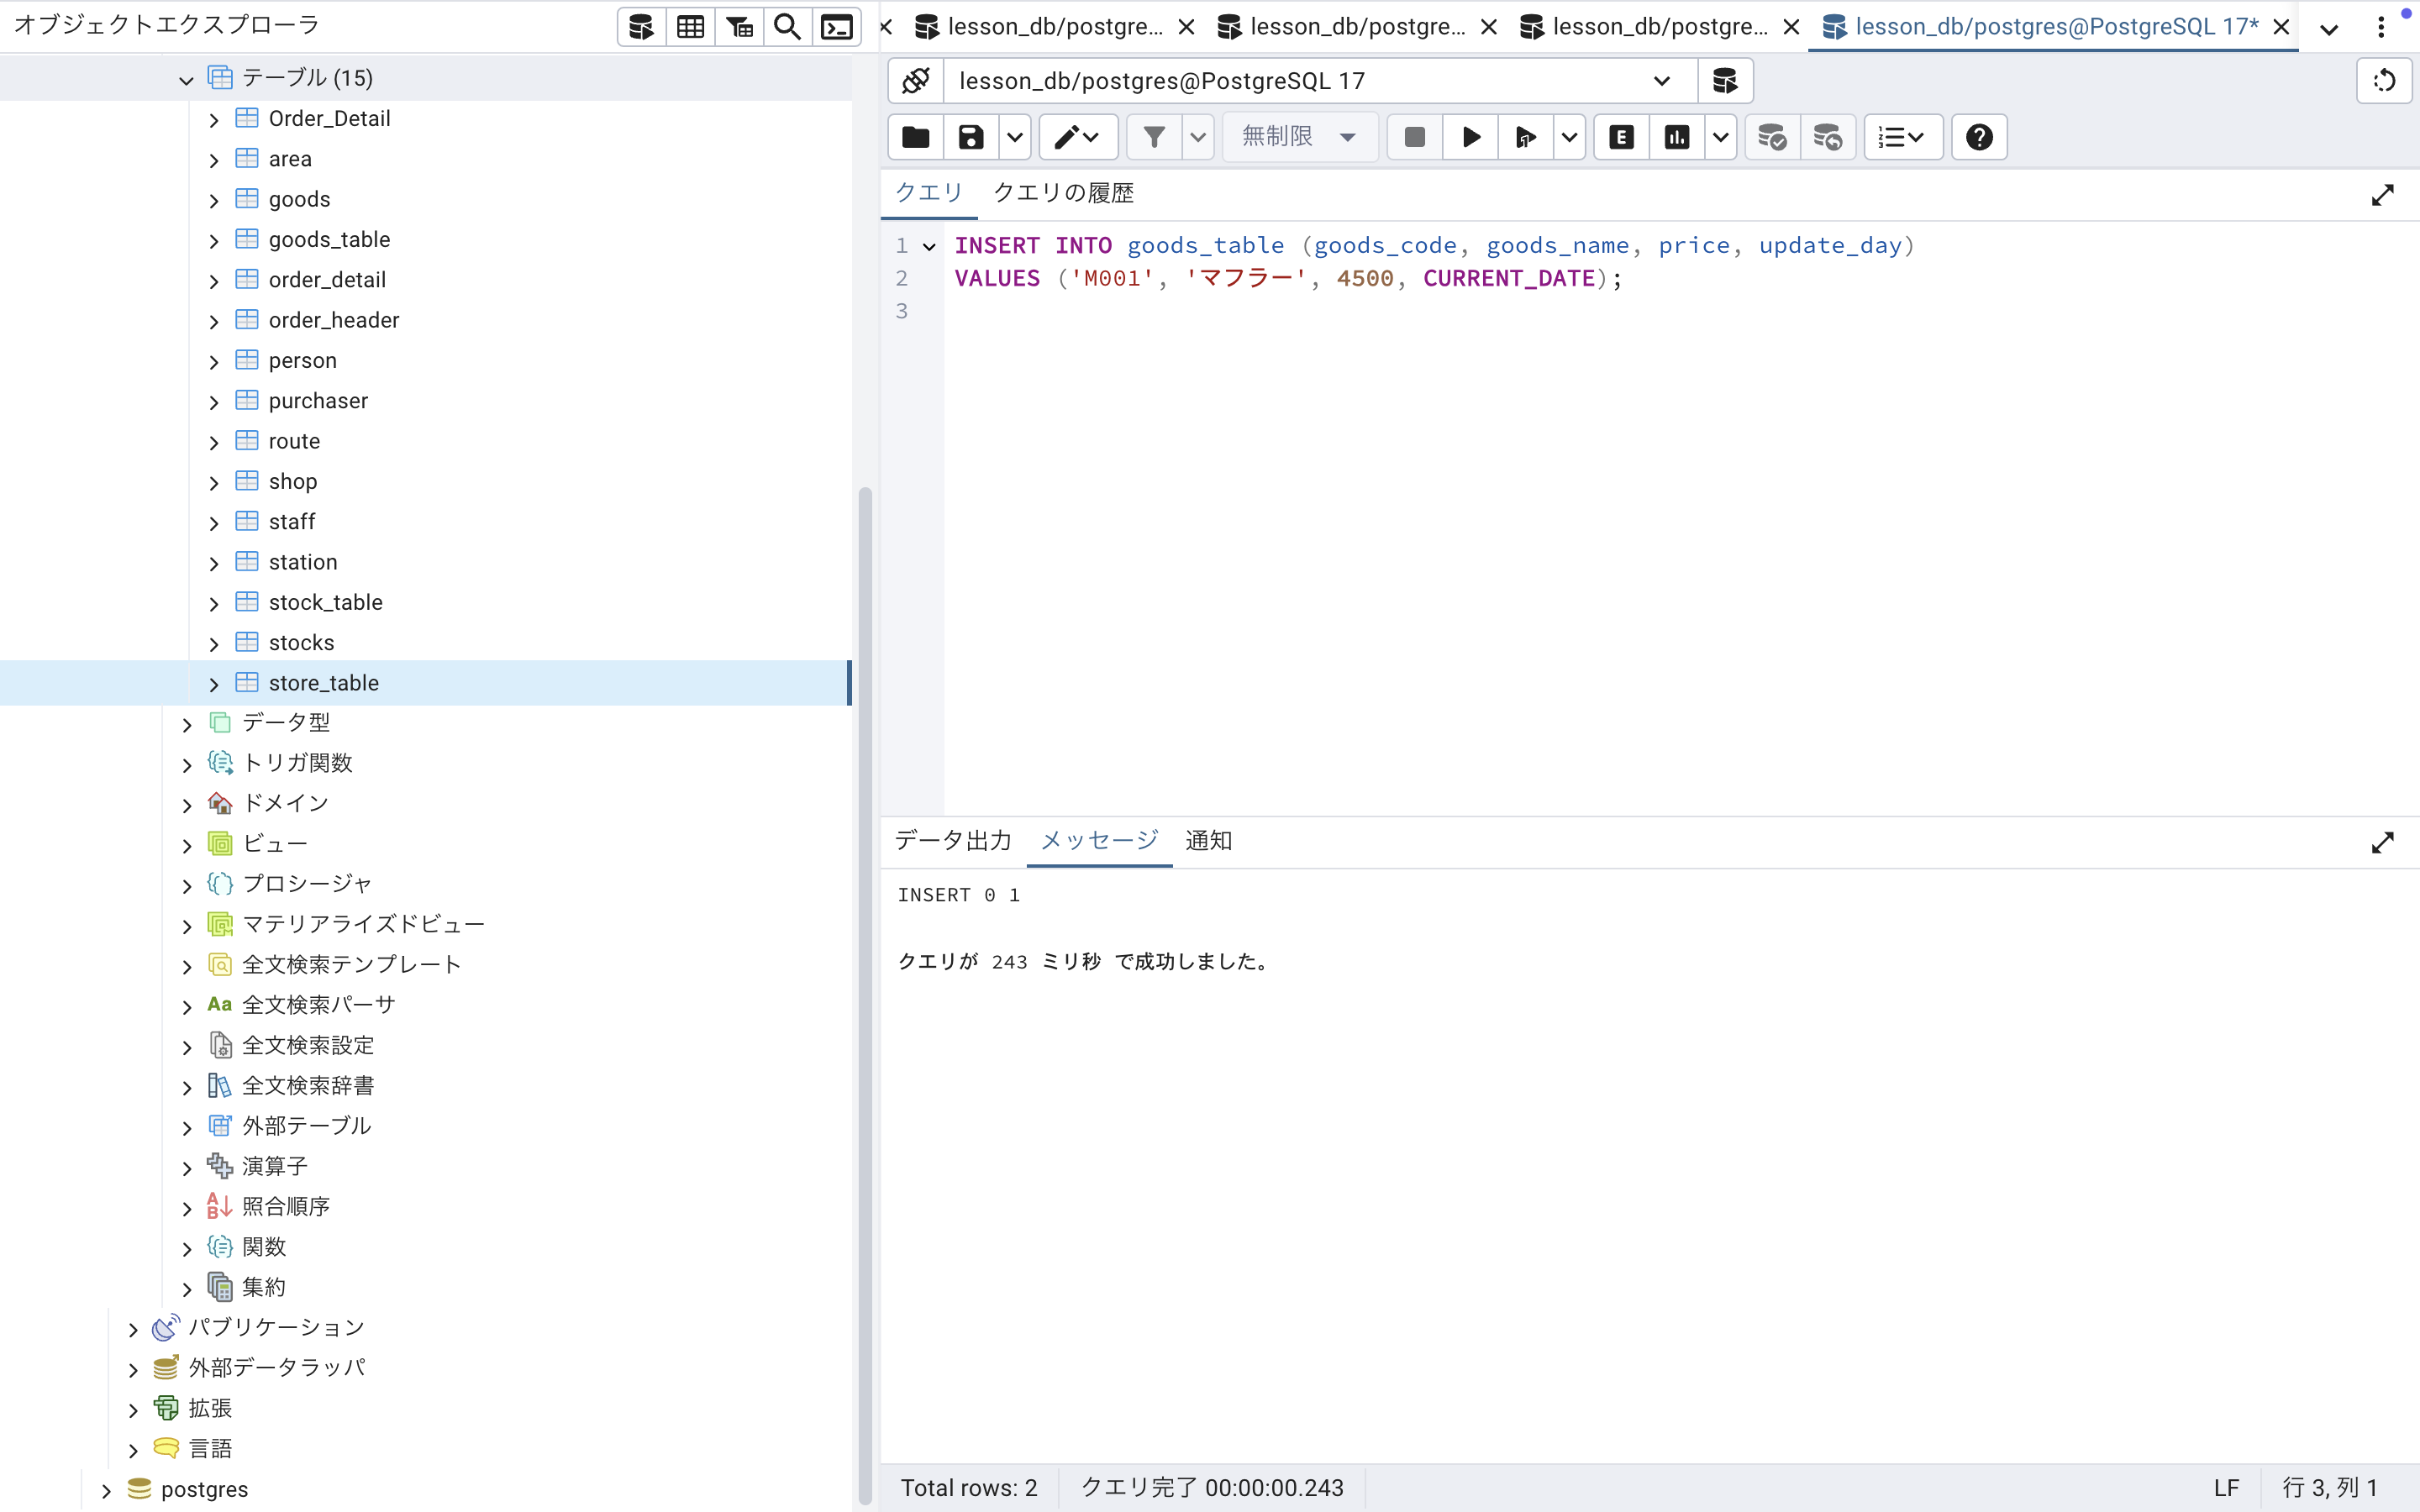 オブジェクトエクスプローラ
テーブル (15)
Order_Detail
area
goods
goods_table
order_detail
order_header
person
purchaser
route
shop
staff
station
stock_table
stocks
store_table
データ型
トリガ関数
ドメイン
ビュー
プロシージャ
マテリアライズドビュー
全文検索テンプレート
Aa 全文検索パーサ
全文検索設定
全文検索辞書
外部テーブル
演算子
照合順序
関数
集約
パブリケーション
外部データラッパ
拡張
言語
postgres
lesson_db/postgre... lesson_db/postgre... lesson_db/postgre... lesson_db/postgres@PostgreSQL 17*
lesson_db/postgres@PostgreSQL 17
無制限 E
クエリ クエリの履歴
1 INSERT INTO goods_table (goods_code, goods_name, price, update_day)
2 VALUES ('M001', 'マフラー', 4500, CURRENT_DATE);
3
データ出力 メッセージ 通知
INSERT 0 1
クエリが 243 ミリ秒 で成功しました。
Total rows: 2 クエリ完了 00:00:00.243 LF 行 3, 列 1